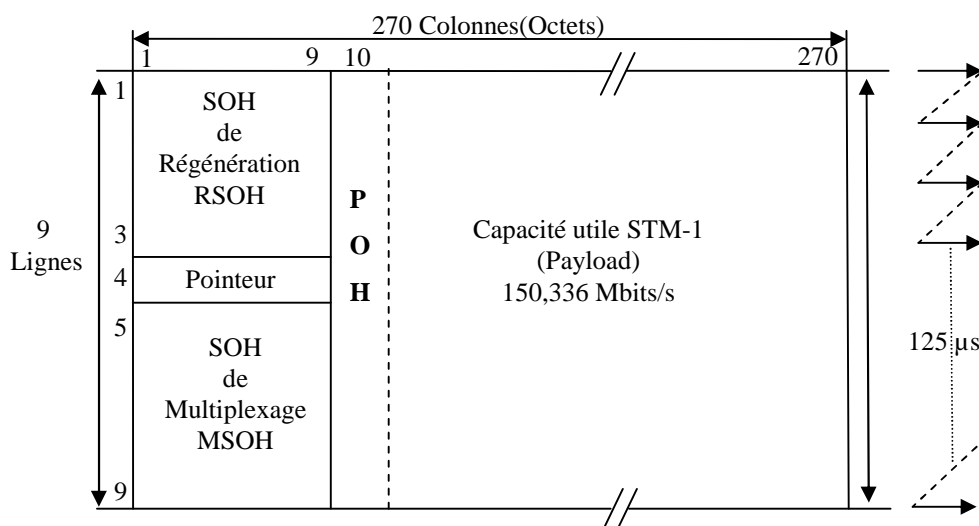 270 Colonnes(Octets)
1 9 10 270
1
SOH
de
Régénération
RSOH
3
9
Lignes
4
Pointeur
5
SOH
de
Multiplexage
MSOH
9
P
O
H
Capacité utile STM-1
(Payload)
150,336 Mbits/s
125 µs